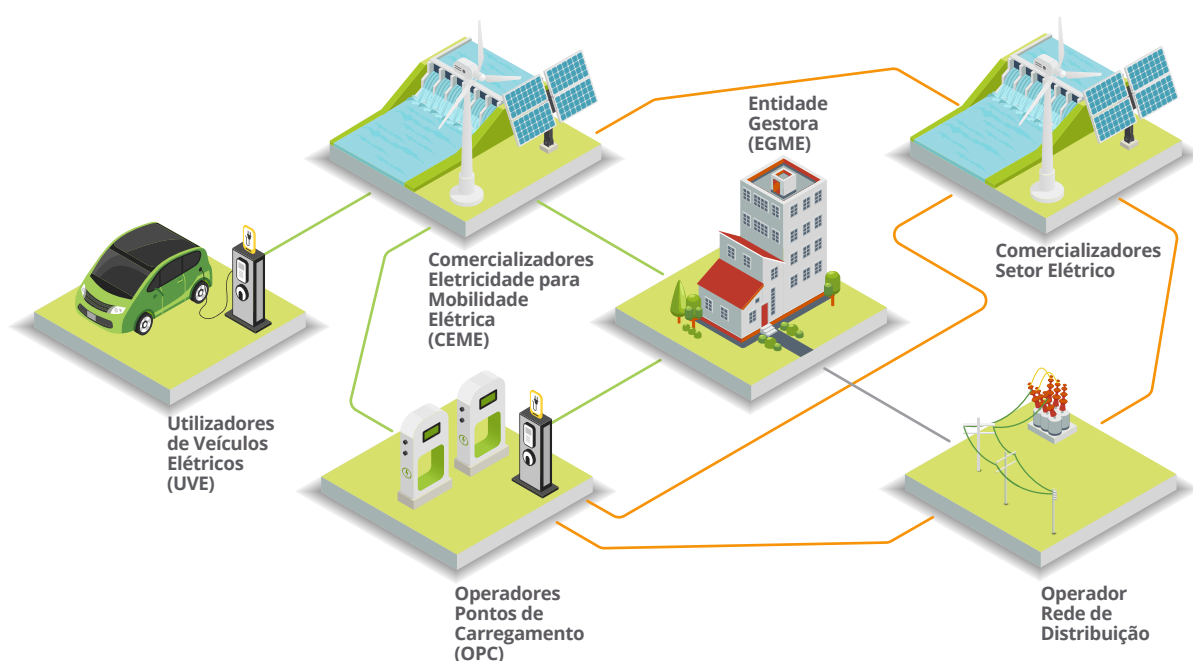 Entidade
Gestora
(EGME)
Comercializadores
Eletricidade para
Mobilidade
Elétrica
(CEME)
Comercializadores
Setor Elétrico
Utilizadores
de Veículos
Elétricos
(UVE)
Operadores
Pontos de
Carregamento
(OPC)
Operador
Rede de
Distribuição